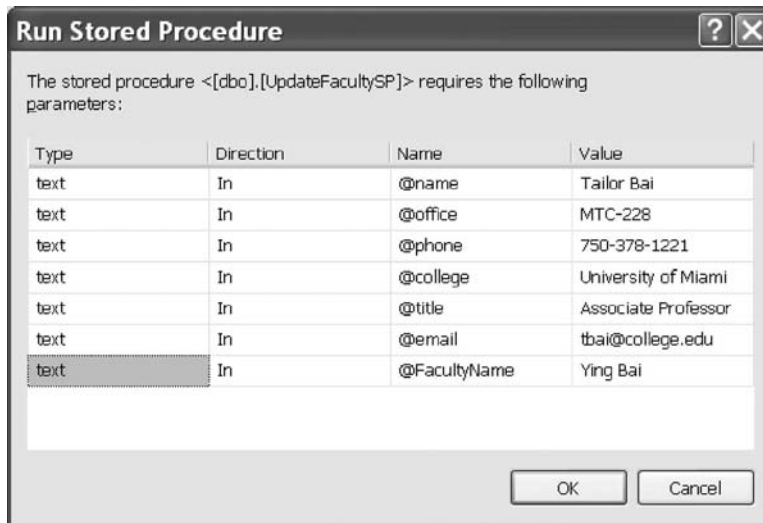 Run Stored Procedure
The stored procedure <[dbo].[UpdateFacultySP]> requires the following
parameters:
Type Direction Name Value
text In @name Tailor Bai
text In @office MTC-228
text In @phone 750-378-1221
text In @college University of Miami
text In @title Associate Professor
text In @email tbai@college.edu
text In @FacultyName Ying Bai
OK Cancel